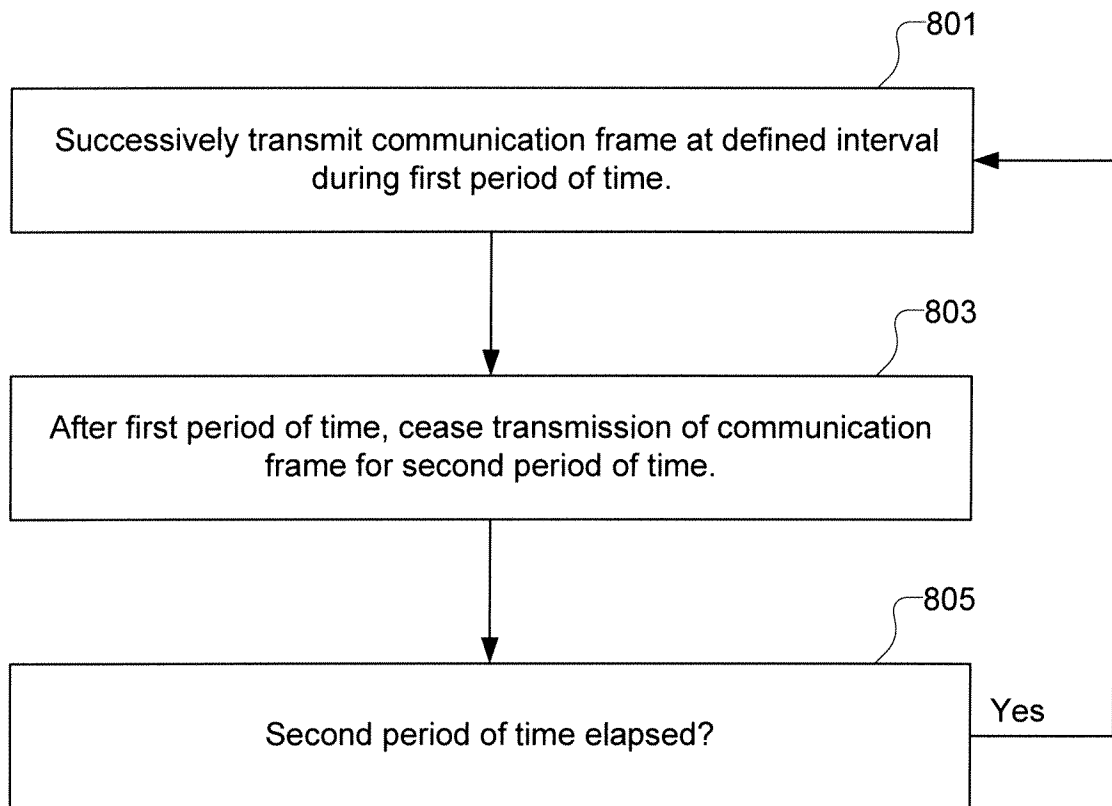 801
Successively transmit communication frame at defined interval
during first period of time.
803
After first period of time, cease transmission of communication
frame for second period of time.
805
Second period of time elapsed?
Yes